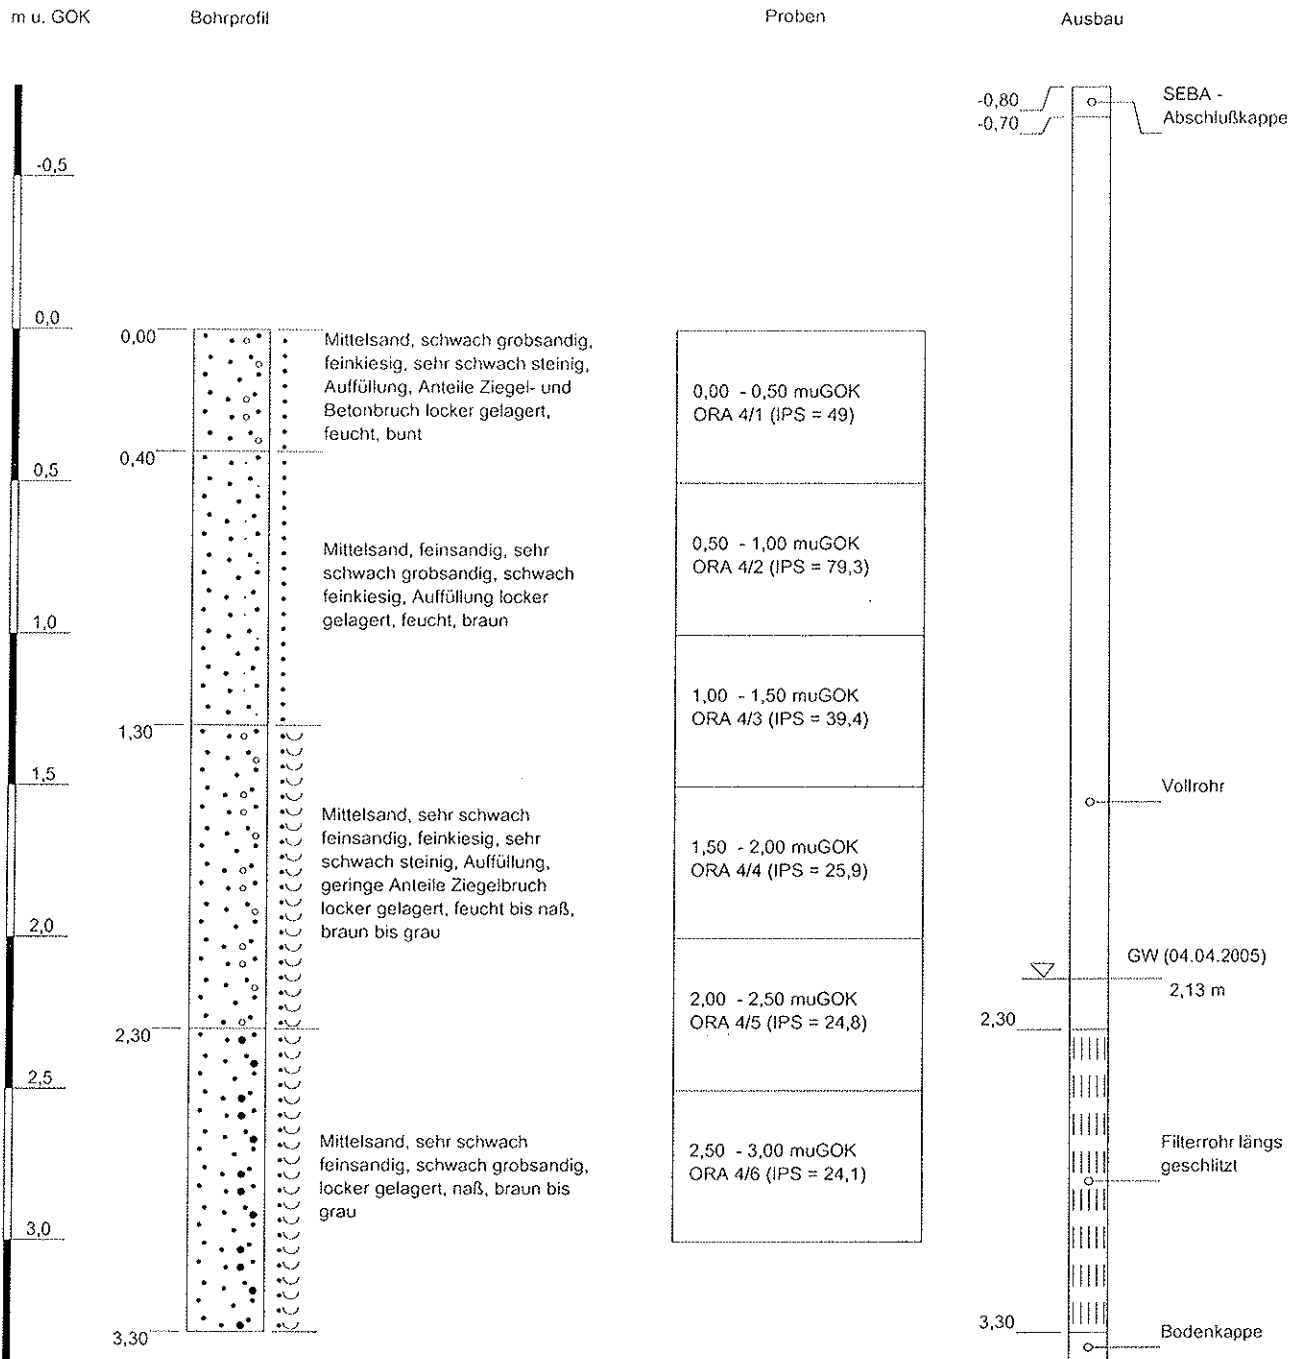 m u. GOK
Bohrprofil
Proben
Ausbau
-0,80
-0,70
SEBA -
Abschlußkappe
-0,5
0,0
0,00
Mittelsand, schwach grobsandig,
feinkiesig, sehr schwach steinig,
Auffüllung, Anteile Ziegel- und
Betonbruch locker gelagert,
feucht, bunt
0,00 - 0,50 muGOK
ORA 4/1 (IPS = 49)
0,40
0,5
Mittelsand, feinsandig, sehr
schwach grobsandig, schwach
feinkiesig, Auffüllung locker
gelagert, feucht, braun
0,50 - 1,00 muGOK
ORA 4/2 (IPS = 79,3)
1,0
1,00 - 1,50 muGOK
ORA 4/3 (IPS = 39,4)
1,30
1,5
Vollrohr
Mittelsand, sehr schwach
feinsandig, feinkiesig, sehr
schwach steinig, Auffüllung,
geringe Anteile Ziegelbruch
locker gelagert, feucht bis naß,
braun bis grau
1,50 - 2,00 muGOK
ORA 4/4 (IPS = 25,9)
2,0
GW (04.04.2005)
2,13 m
2,00 - 2,50 muGOK
ORA 4/5 (IPS = 24,8)
2,30
2,30
2,5
Mittelsand, sehr schwach
feinsandig, schwach grobsandig,
locker gelagert, naß, braun bis
grau
2,50 - 3,00 muGOK
ORA 4/6 (IPS = 24,1)
Filterrohr längs
geschlitzt
3,0
3,30
3,30
Bodenkappe